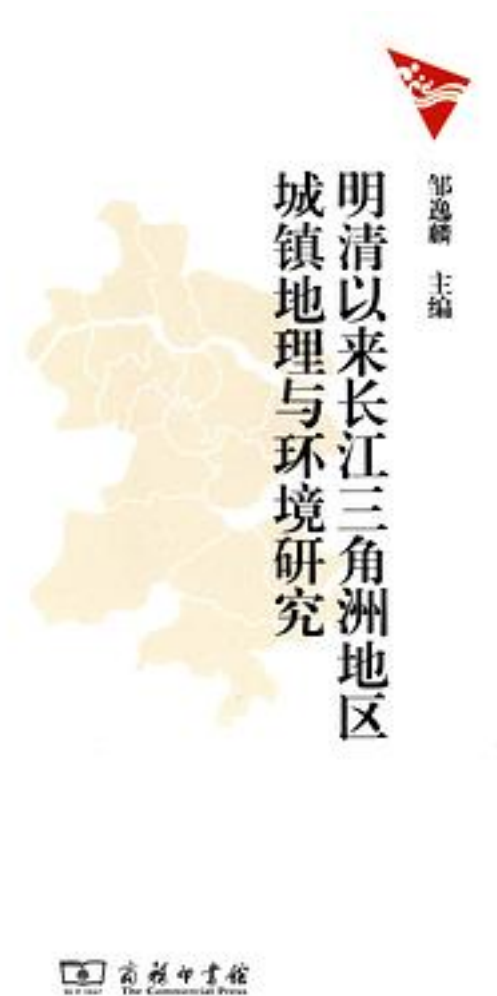 邹逸麟 主编
明清以来长江三角洲地区
城镇地理与环境研究
商务印书馆
The Commercial Press